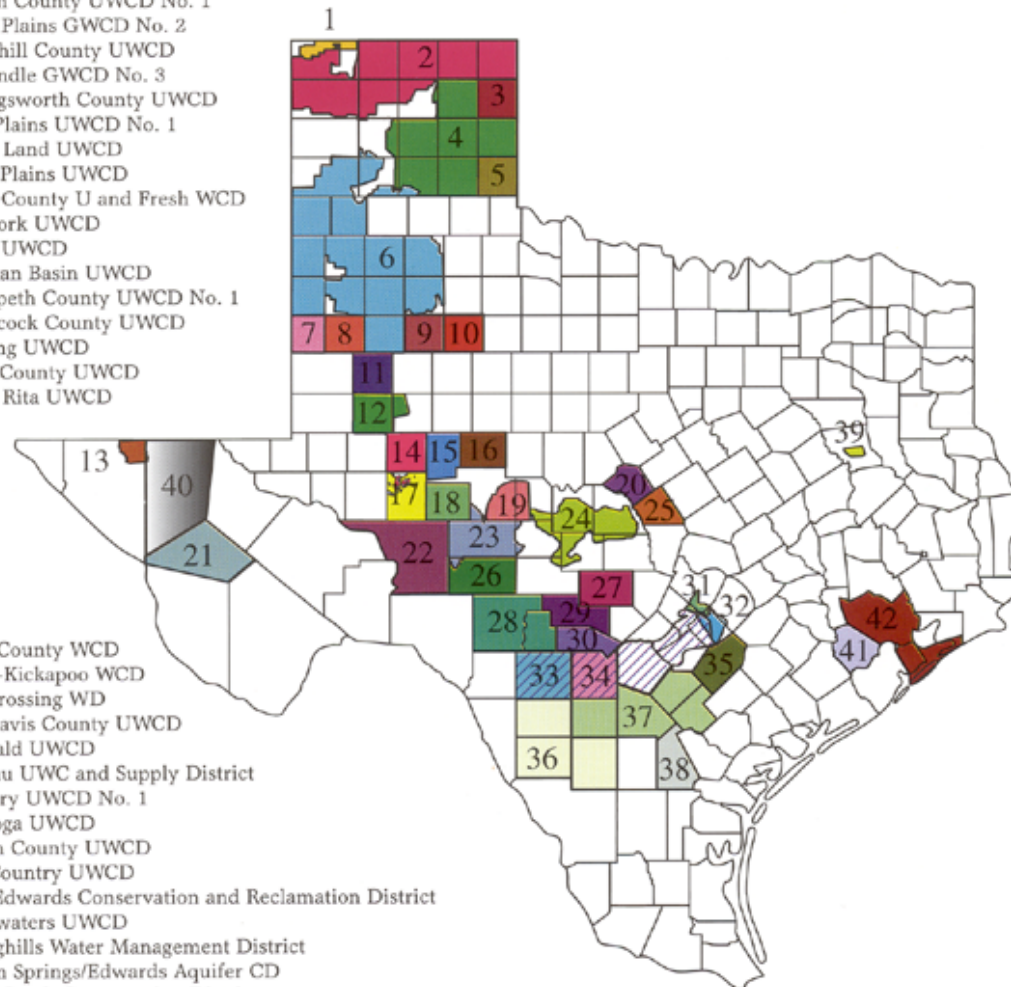 County UWCD No. 1
Plains GWCD No. 2
hill County UWCD
ndle GWCD No. 3
gsworth County UWCD
Plains UWCD No. 1
Land UWCD
Plains UWCD
County U and Fresh WCD
ork UWCD
UWCD
an Basin UWCD
peth County UWCD No. 1
cock County UWCD
ng UWCD
County UWCD
Rita UWCD
County WCD
-Kickapoo WCD
rossing WD
ravis County UWCD
ald UWCD
au UWC and Supply District
ry UWCD No. 1
oga UWCD
n County UWCD
Country UWCD
Edwards Conservation and Reclamation District
waters UWCD
ghills Water Management District
n Springs/Edwards Aquifer CD
1
2
3
4
5
6
7 8 9 10
11
12
13 14 15 16
39
40 17 18 19 20
24 25
21 22 23
26 27
31 32
28 29
30
42
41
33 34 35
37
36 38